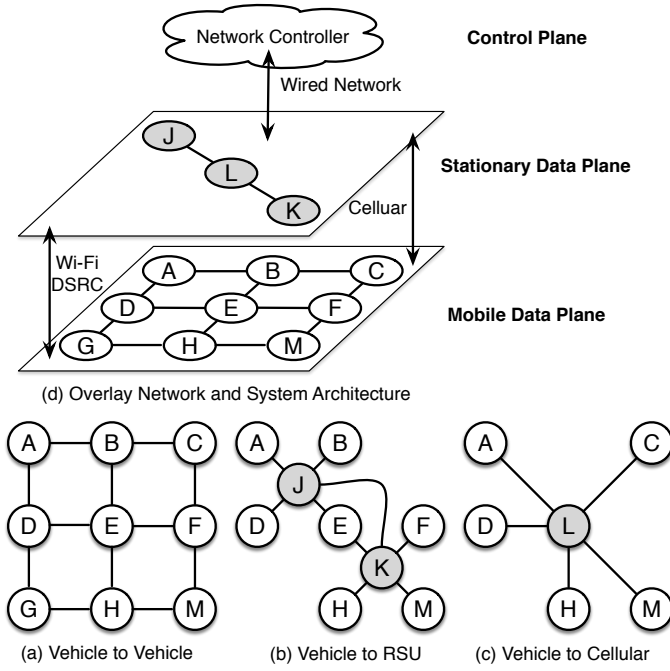 Network Controller
Control Plane
Wired Network
J
L
K
Stationary Data Plane
Celluar
Wi-Fi
DSRC
A B C
D E F
G H M
Mobile Data Plane
(d) Overlay Network and System Architecture
A B C
D E F
G H M
(a) Vehicle to Vehicle
A B
J
D E F
K
H M
(b) Vehicle to RSU
A C
D L
H M
(c) Vehicle to Cellular